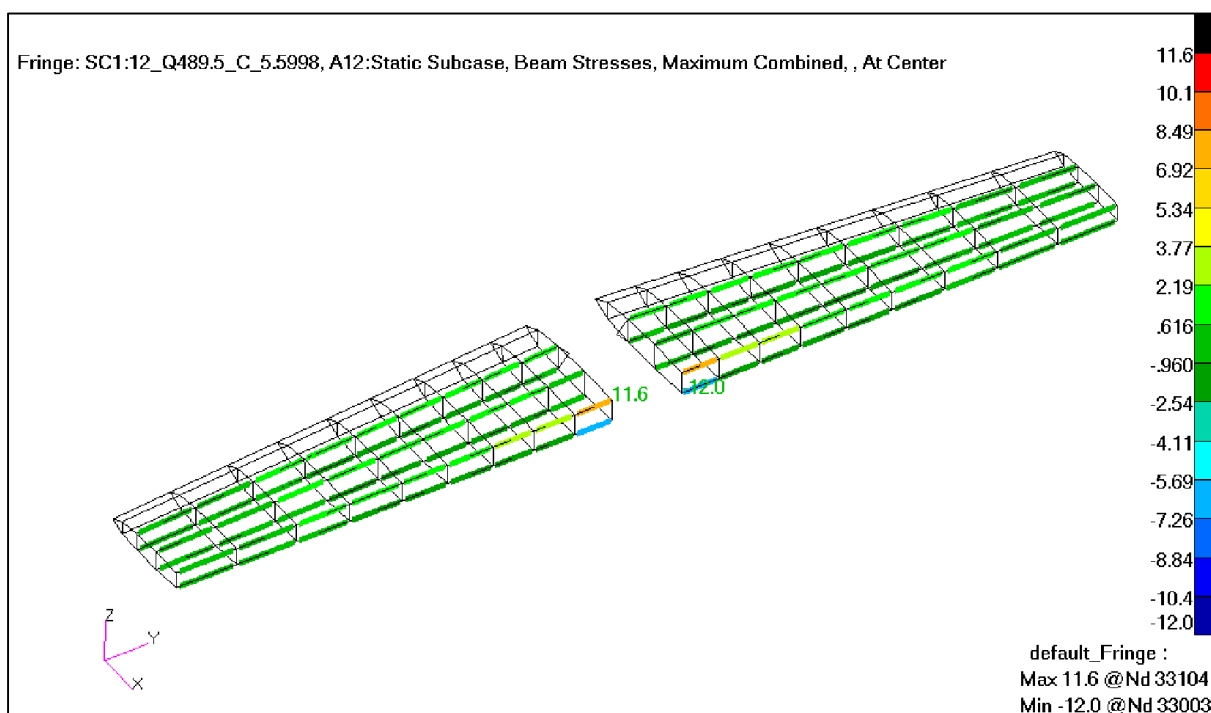 Fringe: SC1:12_Q489.5_C_5.5998, A12:Static Subcase, Beam Stresses, Maximum Combined, , At Center
11.6
10.1
8.49
6.92
5.34
3.77
2.19
.616
-.960
-2.54
-4.11
-5.69
-7.26
-8.84
-10.4
-12.0
11.6
-12.0
Z
Y
X
default_Fringe :
Max 11.6 @Nd 33104
Min -12.0 @Nd 33003